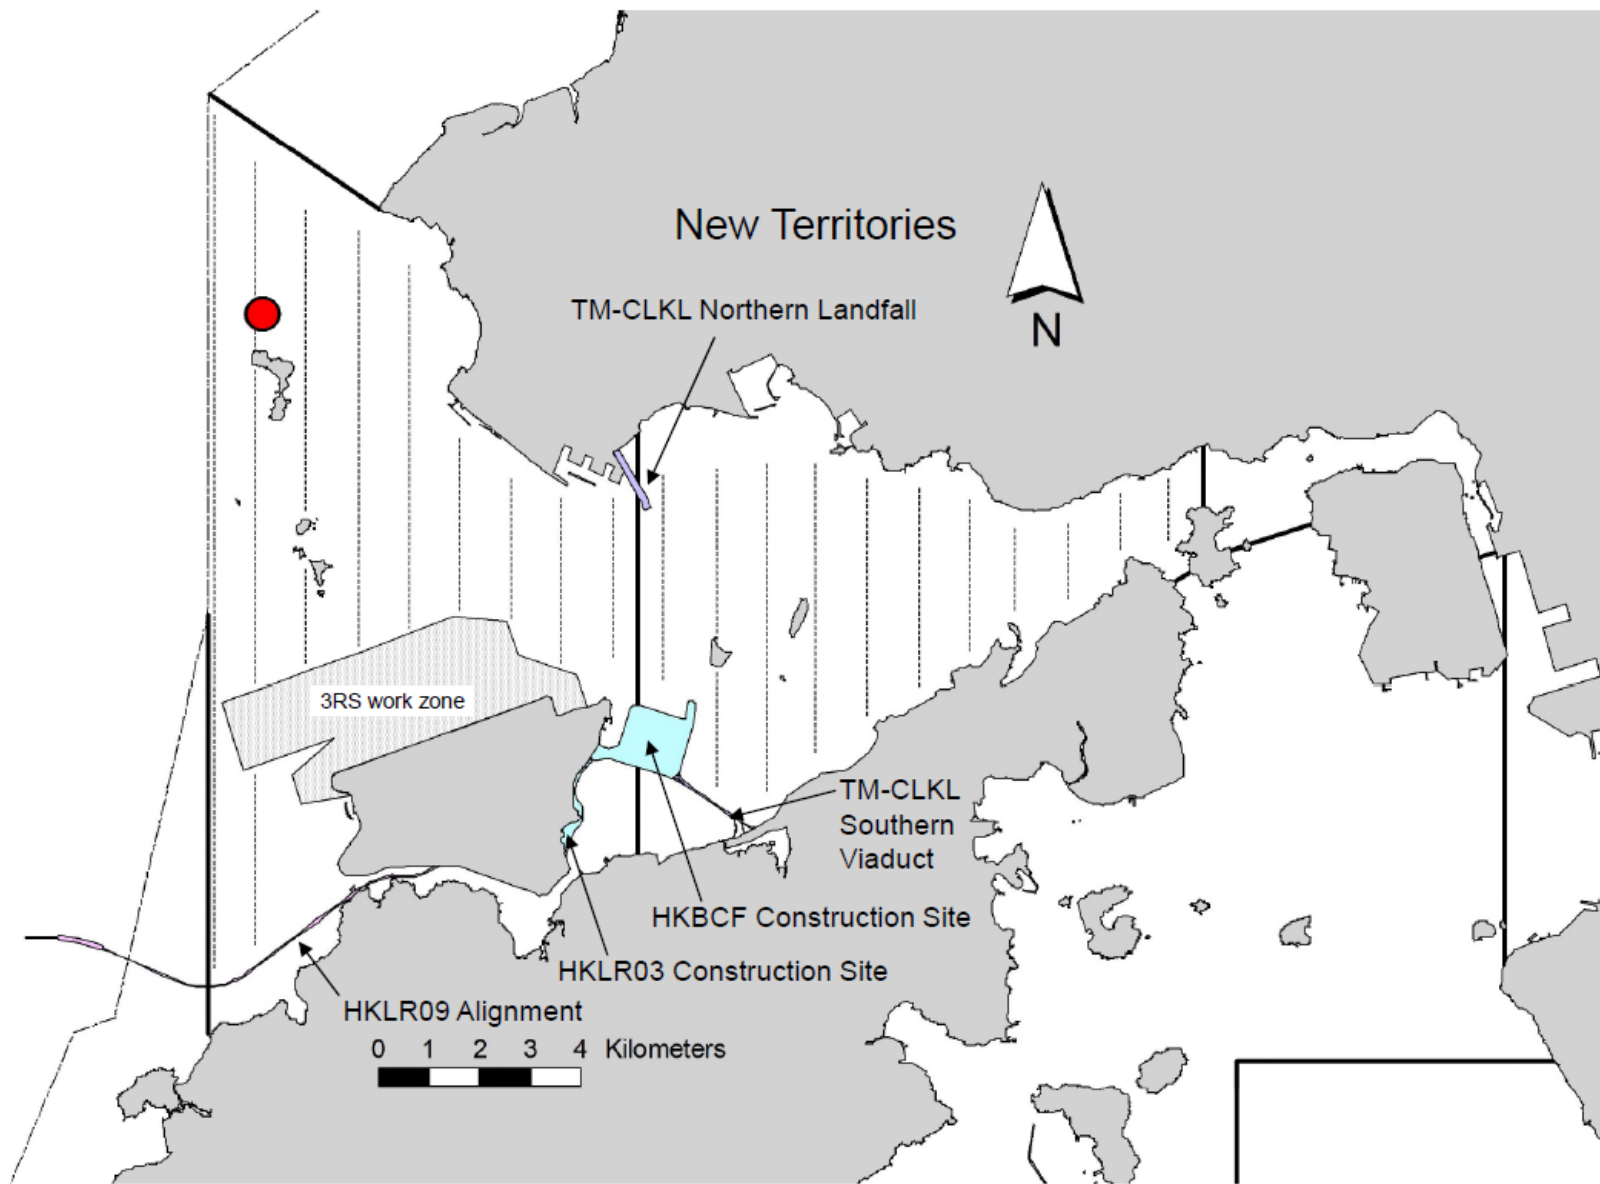 New Territories
TM-CLKL Northern Landfall
N
3RS work zone
TM-CLKL
Southern
Viaduct
HKBCF Construction Site
HKLR03 Construction Site
HKLR09 Alignment
0 1 2 3 4 Kilometers